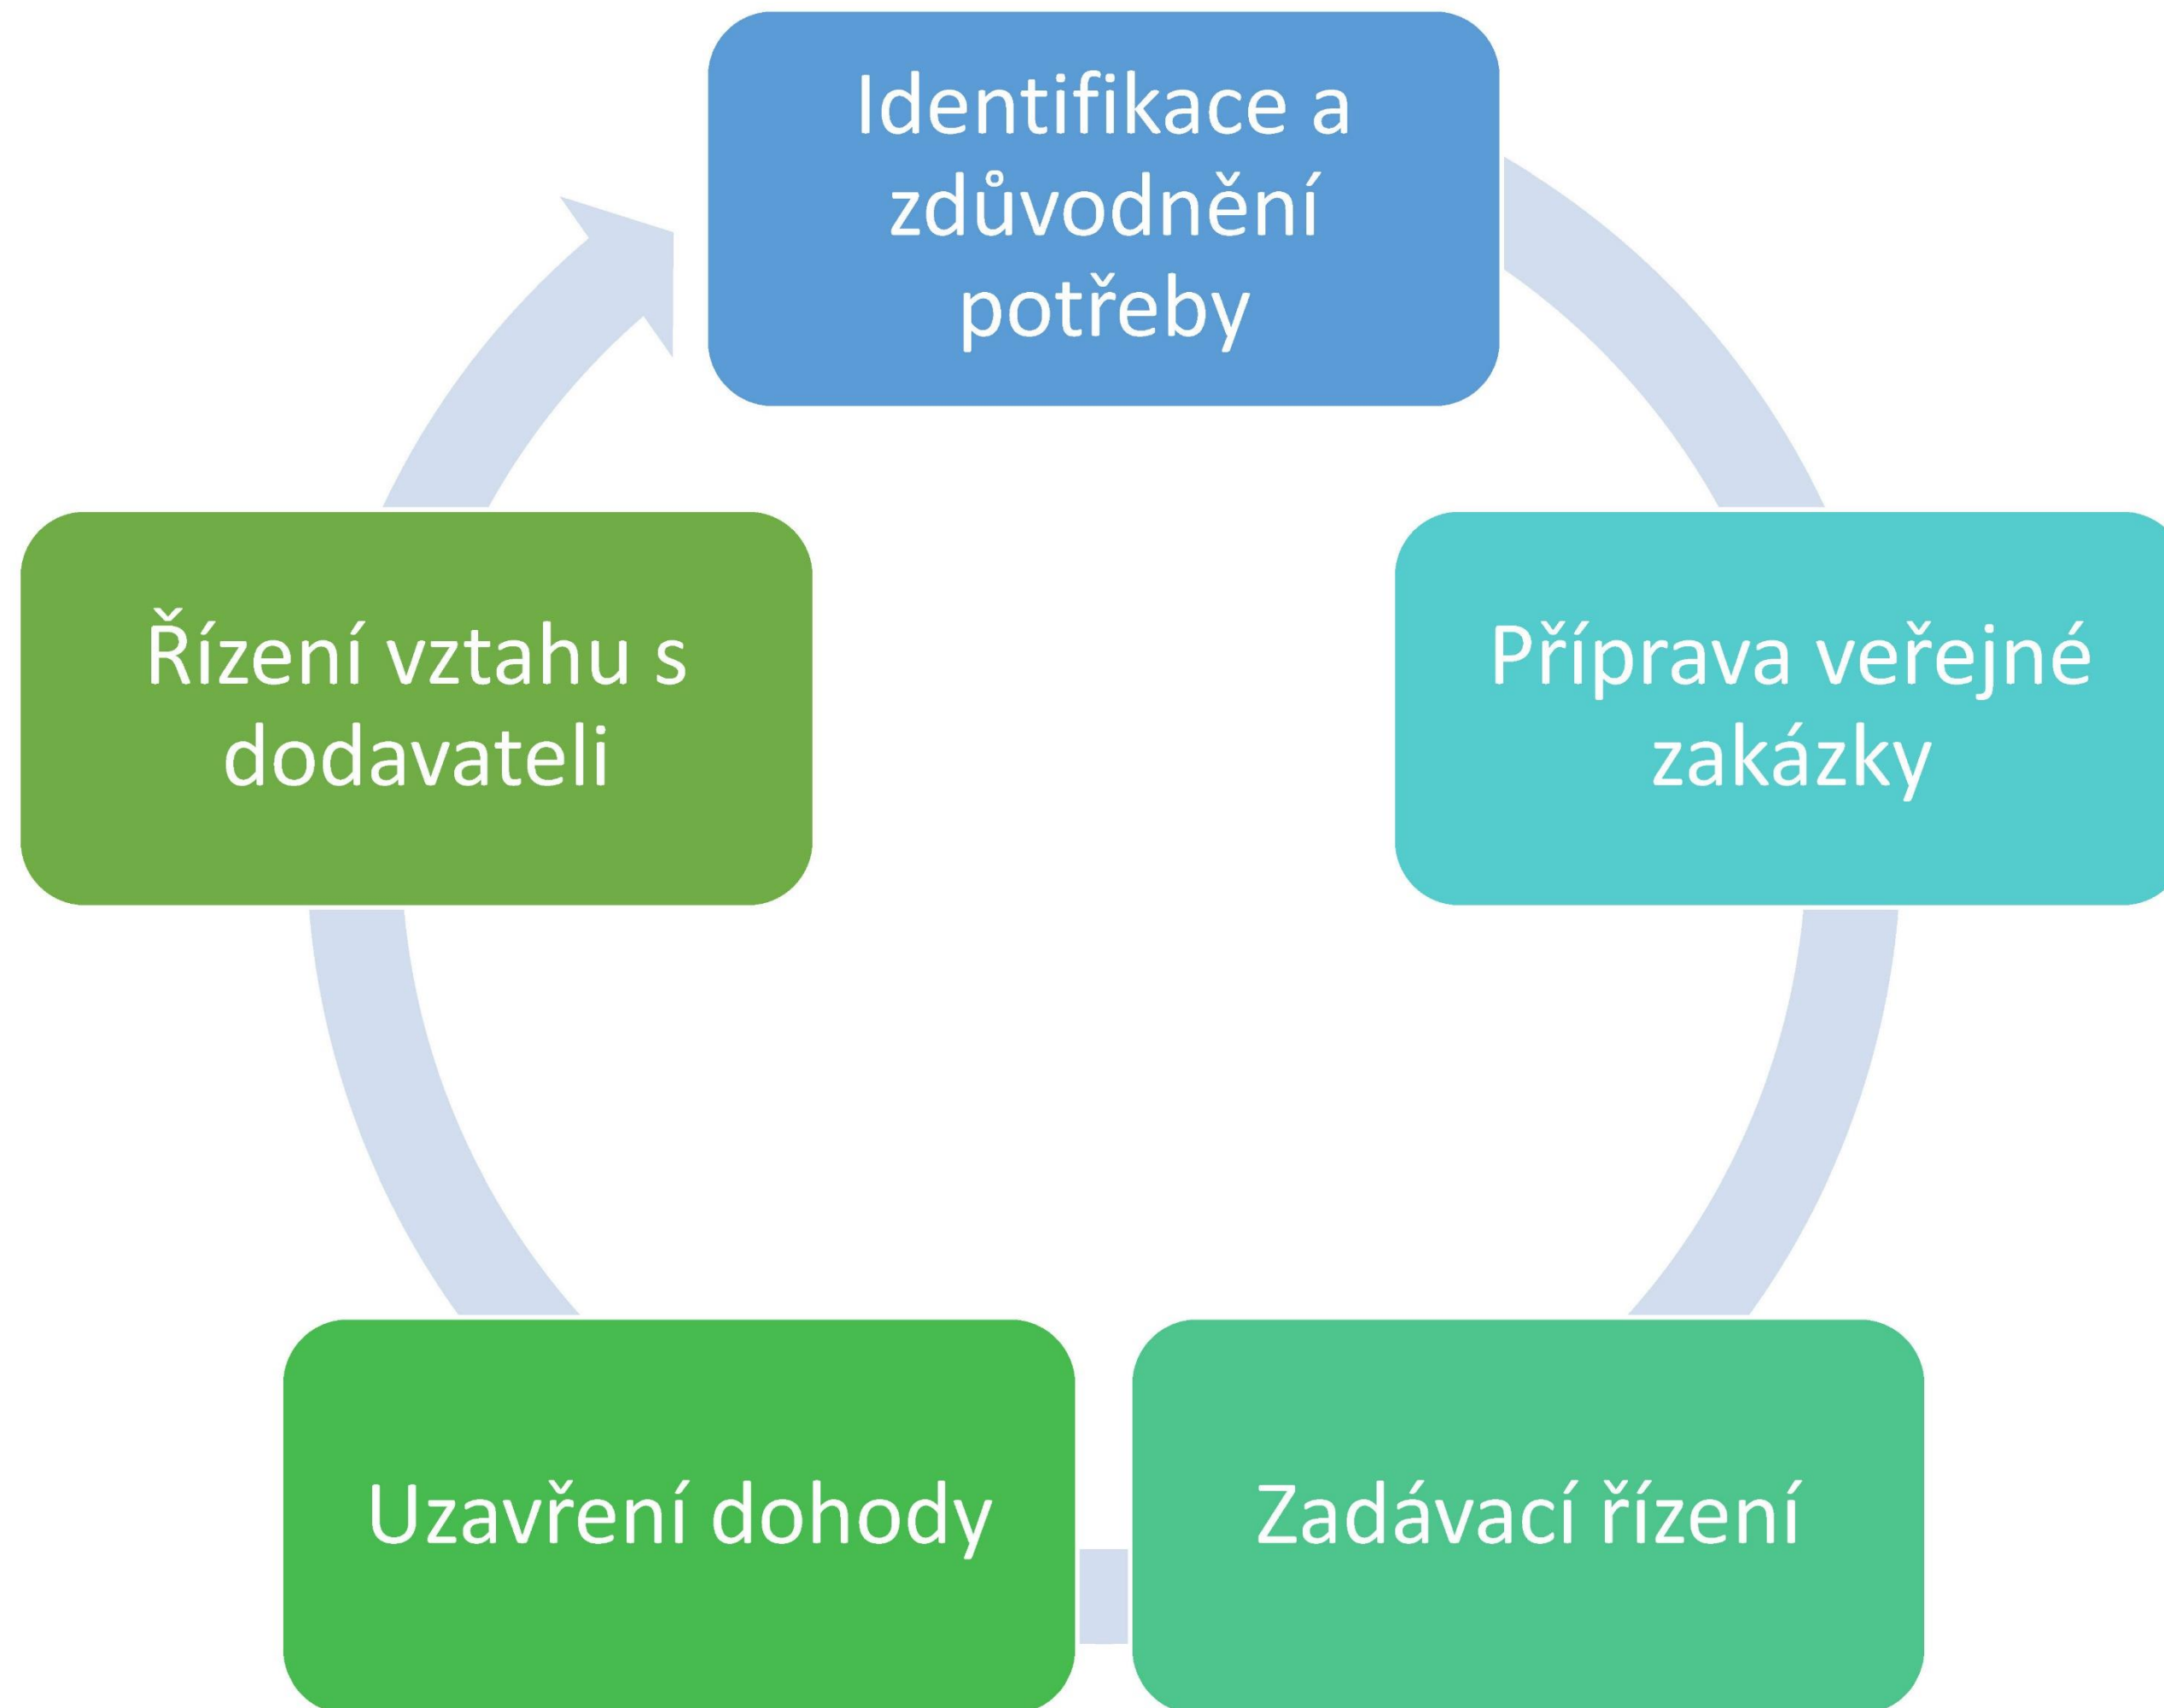 Identifikace a
zdůvodnění
potřeby
Příprava veřejné
zakázky
Zadávací řízení
Uzavření dohody
Řízení vztahu s
dodavateli